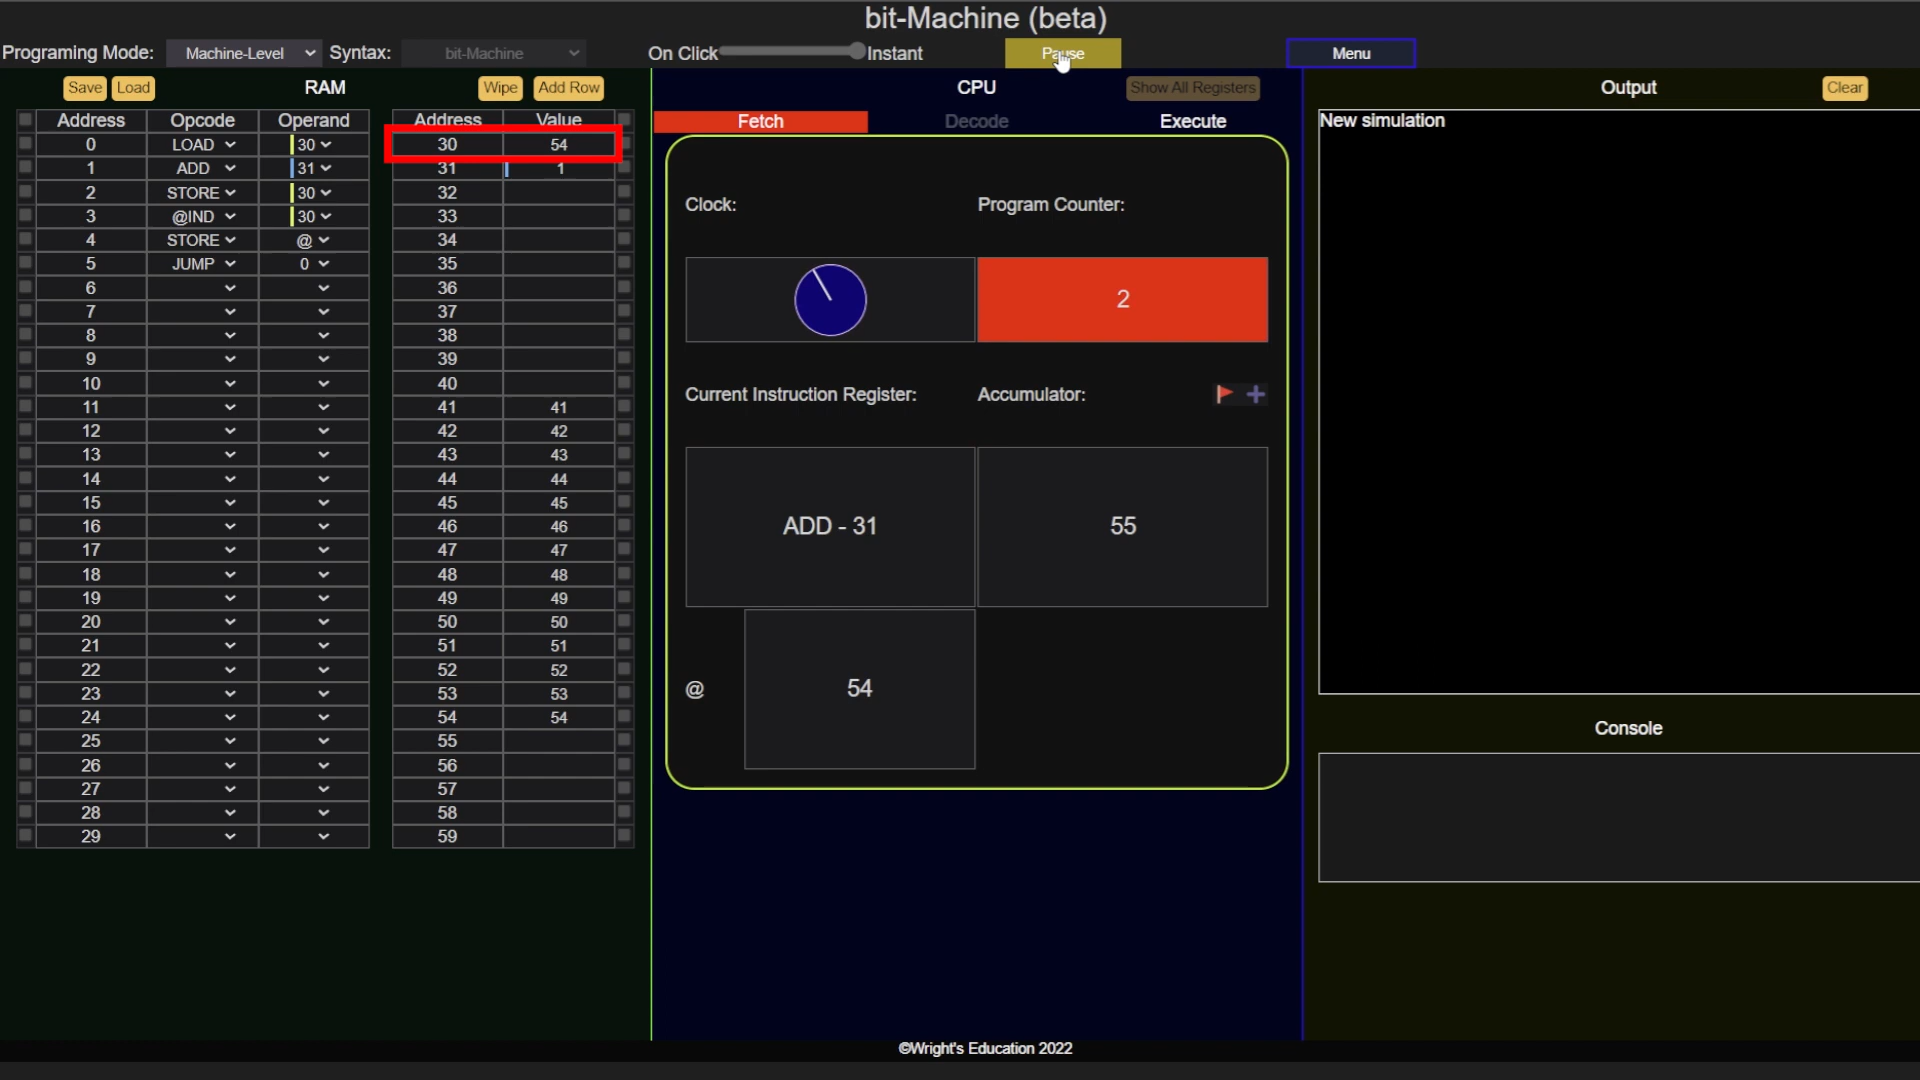 bit-Machine (beta)
Programing Mode: Machine-Level Syntax: bit-Machine On Click Instant Pause Menu
Save Load RAM Wipe Add Row CPU Show All Registers Output Clear
Address Opcode Operand Address Value Fetch Decode Execute New simulation
0 LOAD 30 30 54
1 ADD 31 31 1
2 STORE 30 32
3 @IND 30 33
4 STORE @ 34
5 JUMP 0 35
6 36
7 37
8 38
9 39
10 40
11 41 41
12 42 42
13 43 43
14 44 44
15 45 45
16 46 46
17 47 47
18 48 48
19 49 49
20 50 50
21 51 51
22 52 52
23 53 53
24 54 54
25 55
26 56
27 57
28 58
29 59
Clock: Program Counter:
2
Current Instruction Register: Accumulator:
ADD - 31 55
@ 54
Console
©Wright's Education 2022